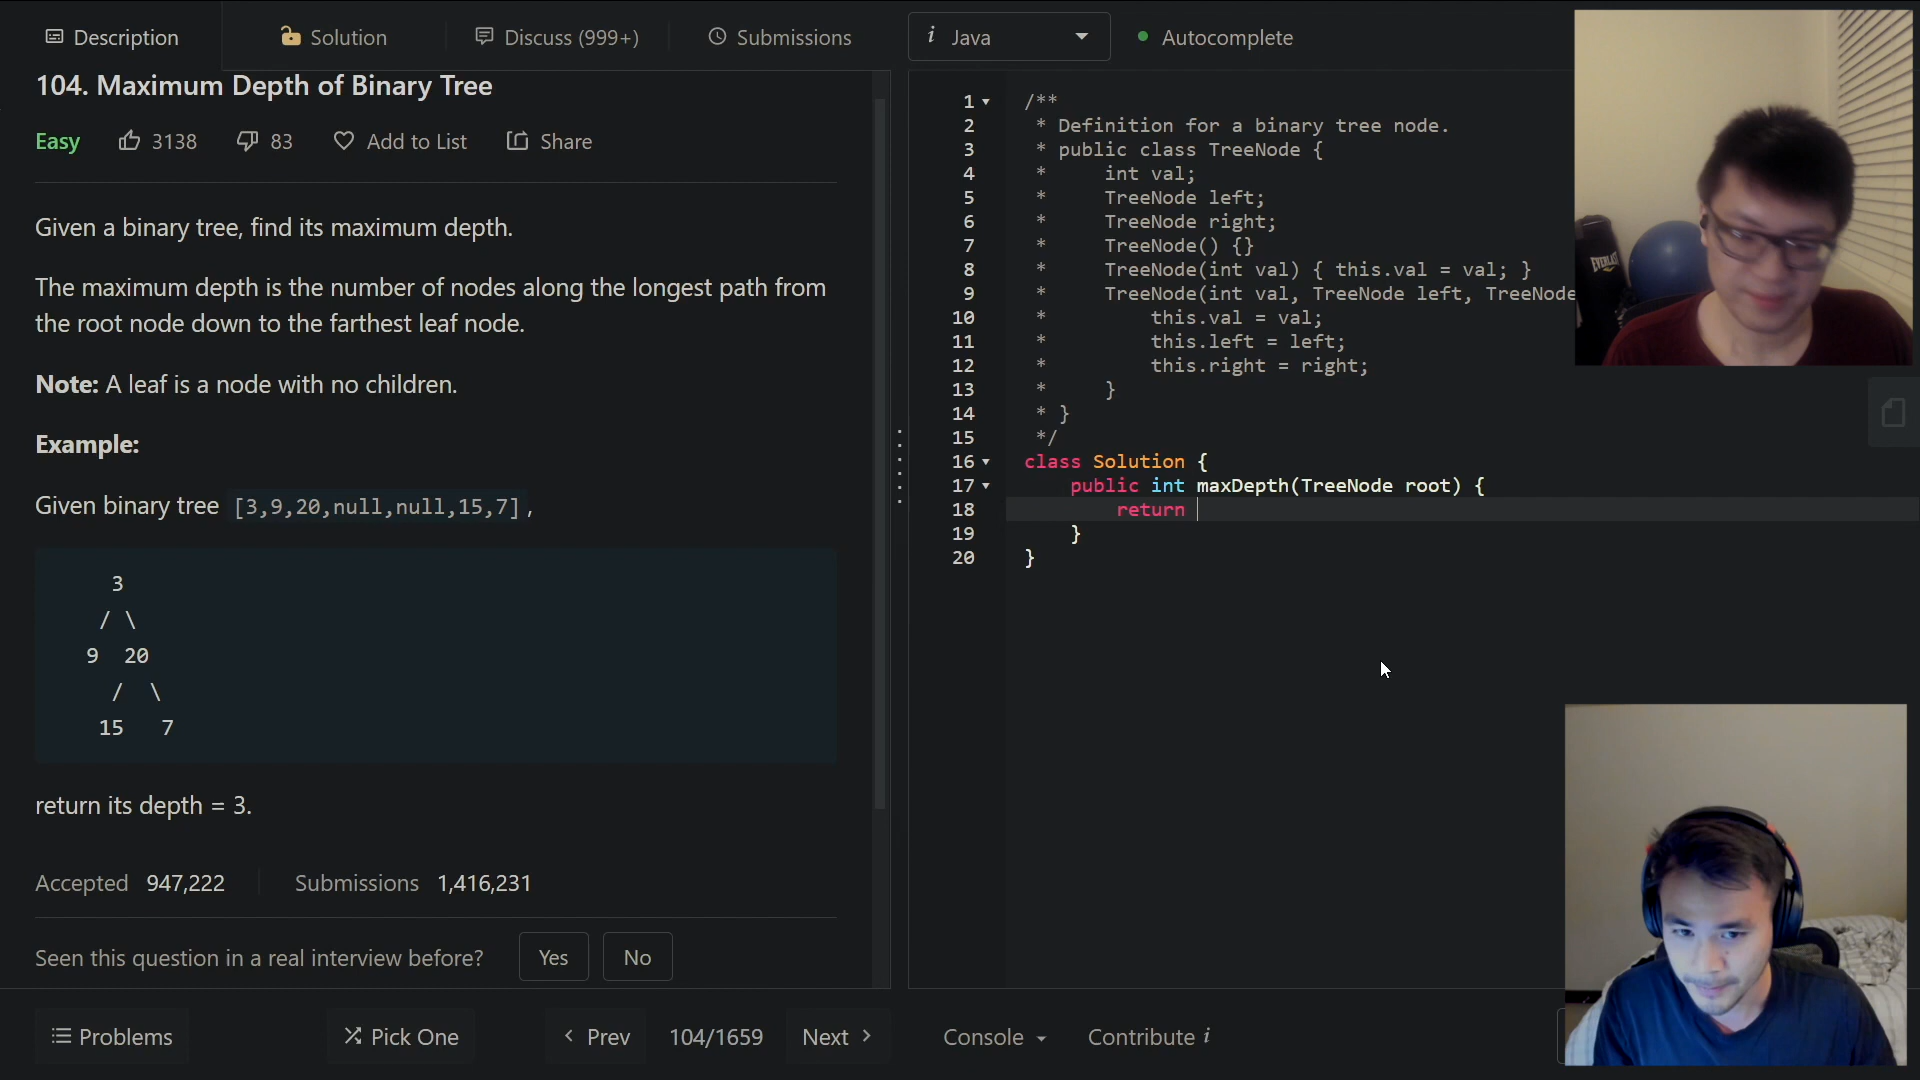 Description
Solution
Discuss (999+)
Submissions
i Java
Autocomplete
104. Maximum Depth of Binary Tree
Easy 3138 83 Add to List Share
Given a binary tree, find its maximum depth.
The maximum depth is the number of nodes along the longest path from
the root node down to the farthest leaf node.
Note: A leaf is a node with no children.
Example:
Given binary tree [3,9,20,null,null,15,7],
3
/ \
9 20
/ \
15 7
return its depth = 3.
Accepted 947,222 Submissions 1,416,231
Seen this question in a real interview before? Yes No
Problems Pick One Prev 104/1659 Next
1 /**
2 * Definition for a binary tree node.
3 * public class TreeNode {
4 * int val;
5 * TreeNode left;
6 * TreeNode right;
7 * TreeNode() {}
8 * TreeNode(int val) { this.val = val; }
9 * TreeNode(int val, TreeNode left, TreeNode
10 * this.val = val;
11 * this.left = left;
12 * this.right = right;
13 * }
14 * }
15 */
16 class Solution {
17 public int maxDepth(TreeNode root) {
18 return
19 }
20 }
Console Contribute i
EVERLAST